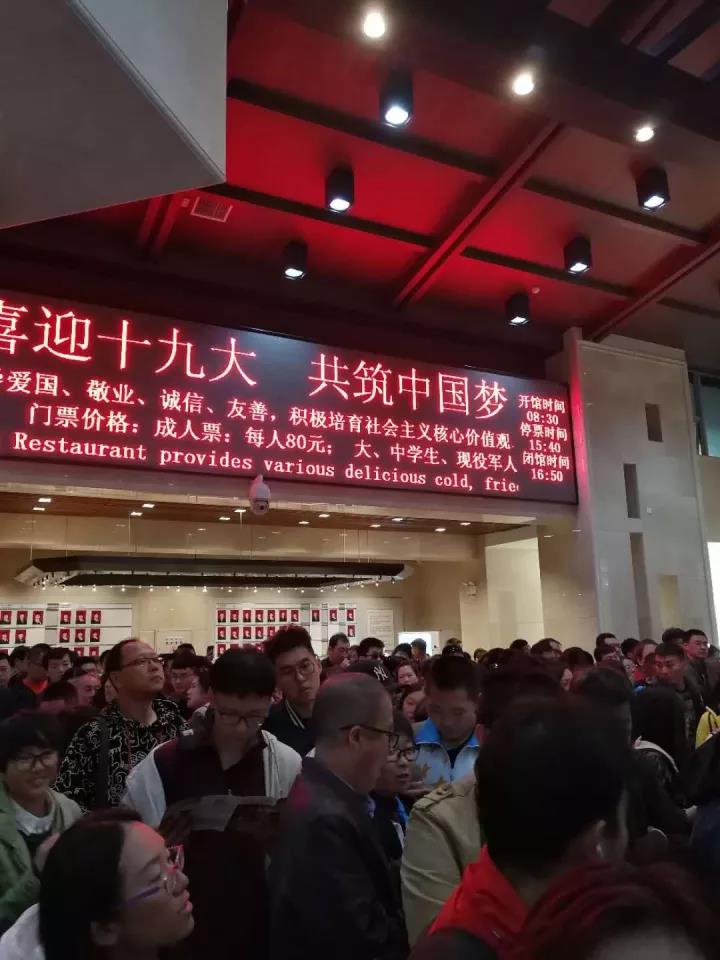 喜迎十九大 共筑中国梦
爱国、敬业、诚信、友善，积极培育社会主义核心价值观
门票价格：成人票：每人80元； 大、中学生、现役军人
Restaurant provides various delicious cold, frie
开馆时间
08:30
停票时间
15:40
闭馆时间
16:50
NY